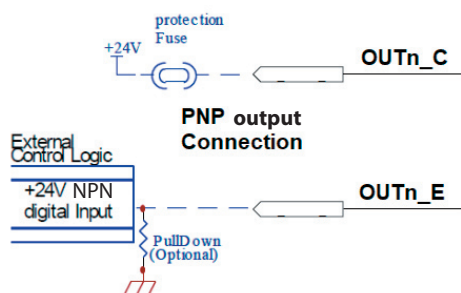 protection
Fuse
+24V
OUTn_C
PNP output
Connection
External
Control Logic
+24V NPN
digital Input
OUTn_E
PullDown
(Optional)